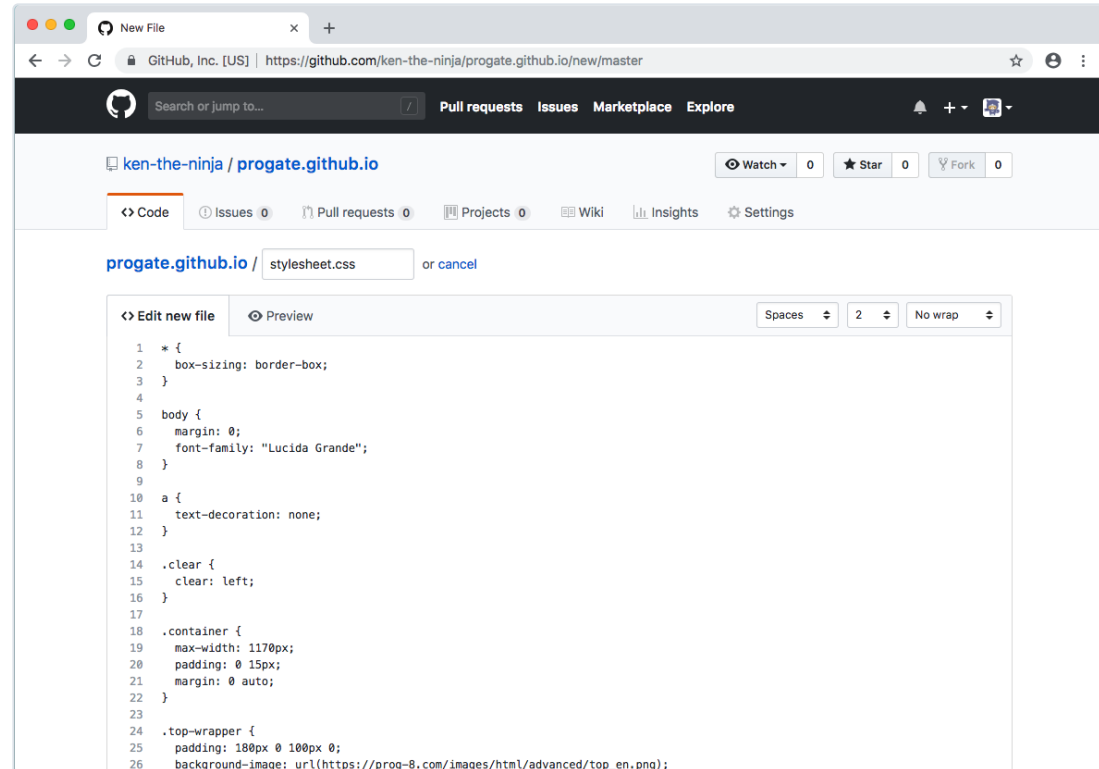 New File
GitHub, Inc. [US] | https://github.com/ken-the-ninja/progate.github.io/new/master
Search or jump to... / Pull requests Issues Marketplace Explore
ken-the-ninja / progate.github.io Watch 0 Star 0 Fork 0
Code Issues 0 Pull requests 0 Projects 0 Wiki Insights Settings
progate.github.io / stylesheet.css or cancel
Edit new file Preview Spaces 2 No wrap
1 * {
2 box-sizing: border-box;
3 }
4
5 body {
6 margin: 0;
7 font-family: "Lucida Grande";
8 }
9
10 a {
11 text-decoration: none;
12 }
13
14 .clear {
15 clear: left;
16 }
17
18 .container {
19 max-width: 1170px;
20 padding: 0 15px;
21 margin: 0 auto;
22 }
23
24 .top-wrapper {
25 padding: 180px 0 100px 0;
26 background-image: url(https://prog-8.com/images/html/advanced/top_en.png);